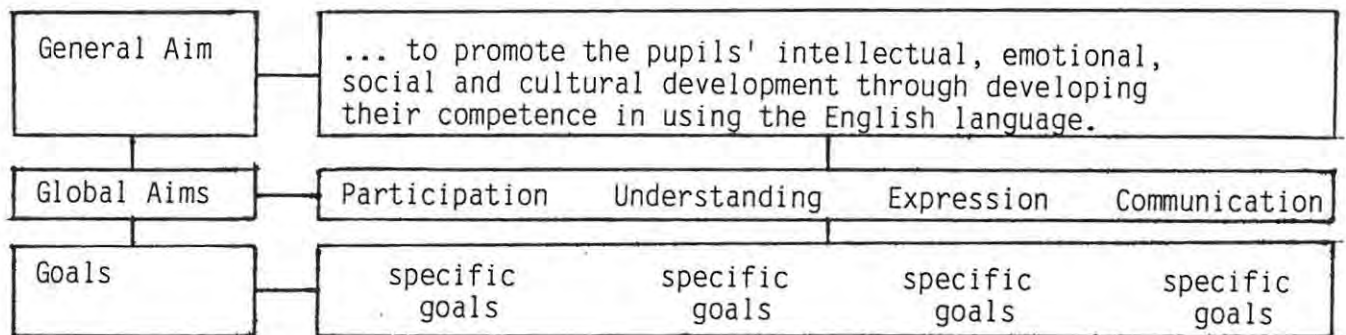 General Aim
... to promote the pupils' intellectual, emotional,
social and cultural development through developing
their competence in using the English language.
Global Aims
Participation Understanding Expression Communication
Goals
specific specific specific specific
goals goals goals goals